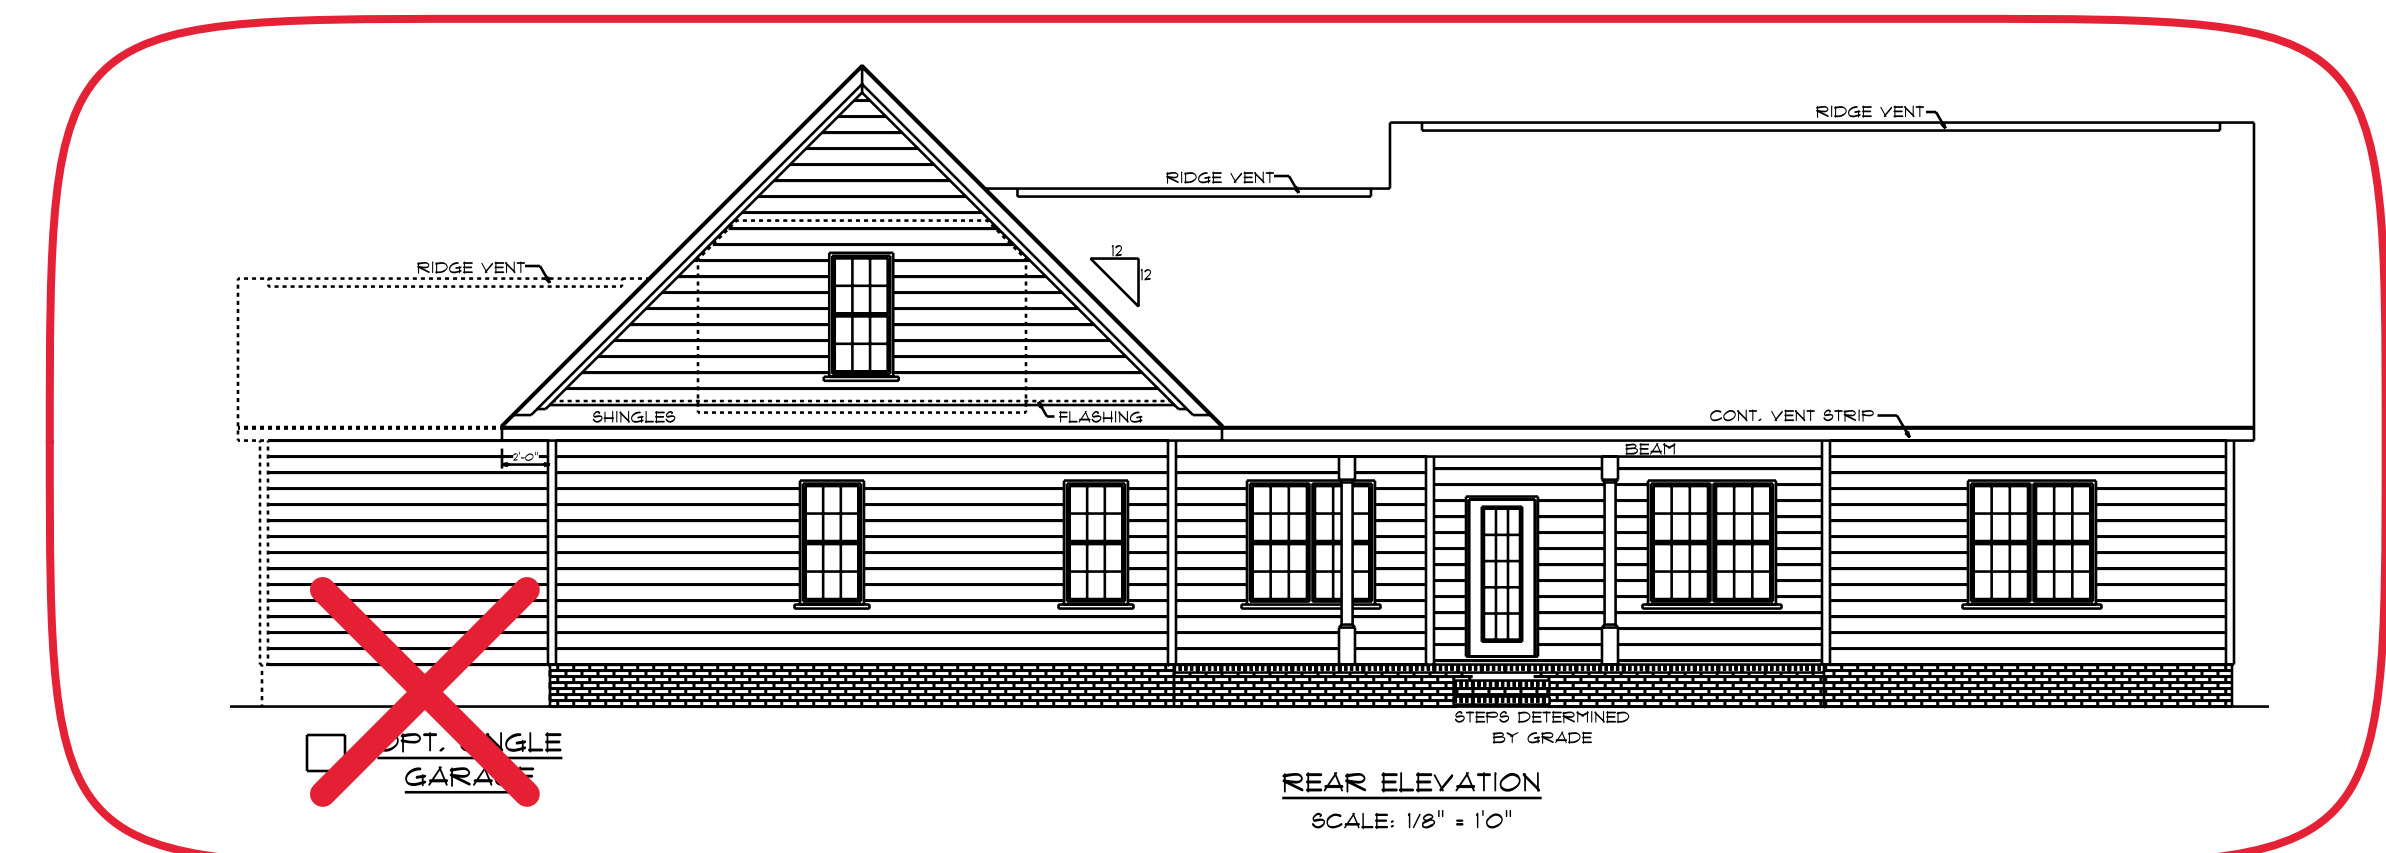 RIDGE VENT
RIDGE VENT
RIDGE VENT
12
12
SHINGLES
FLASHING
CONT. VENT STRIP
BEAM
2'-0"
STEPS DETERMINED
BY GRADE
OPT.
REAR ELEVATION
SCALE: 1/8" = 1'0"